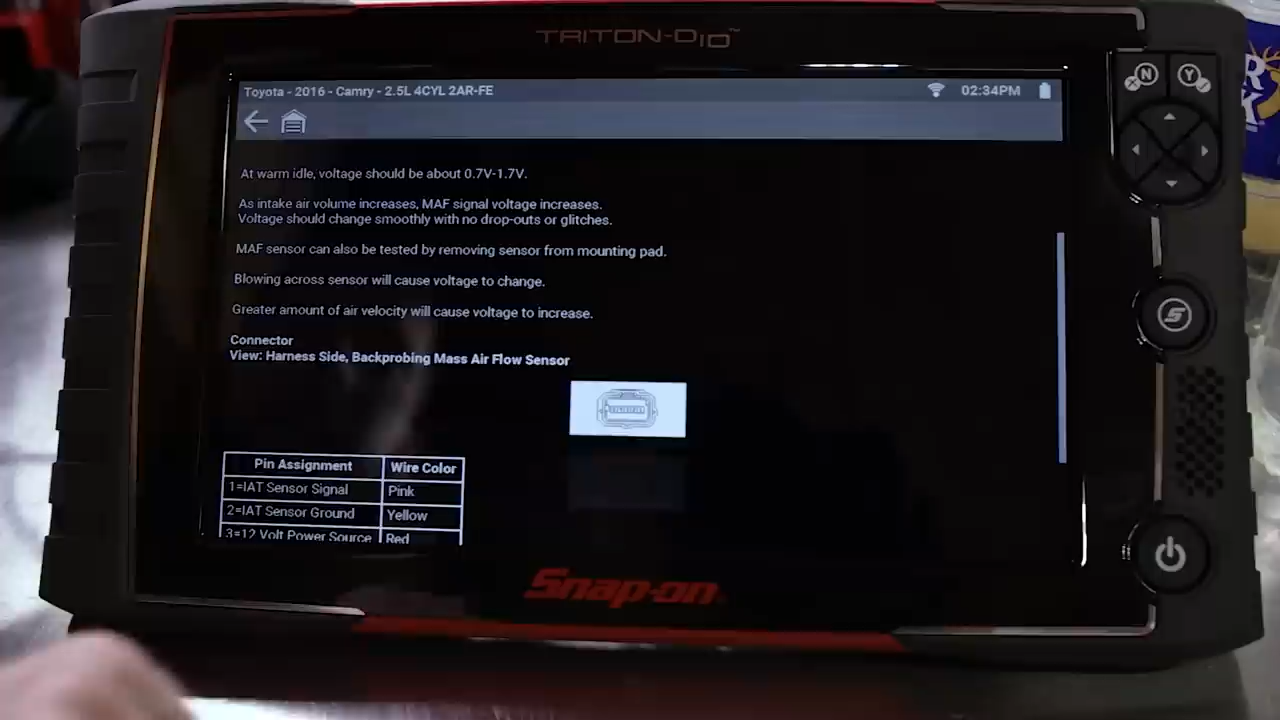 TRITON-D10™
Toyota - 2016 - Camry - 2.5L 4CYL 2AR-FE
02:34PM
N
Y
At warm idle, voltage should be about 0.7V-1.7V.
As intake air volume increases, MAF signal voltage increases.
Voltage should change smoothly with no drop-outs or glitches.
MAF sensor can also be tested by removing sensor from mounting pad.
Blowing across sensor will cause voltage to change.
Greater amount of air velocity will cause voltage to increase.
Connector
View: Harness Side, Backprobing Mass Air Flow Sensor
Pin Assignment Wire Color
1=IAT Sensor Signal Pink
2=IAT Sensor Ground Yellow
3=12 Volt Power Source Red
S
Snap-on